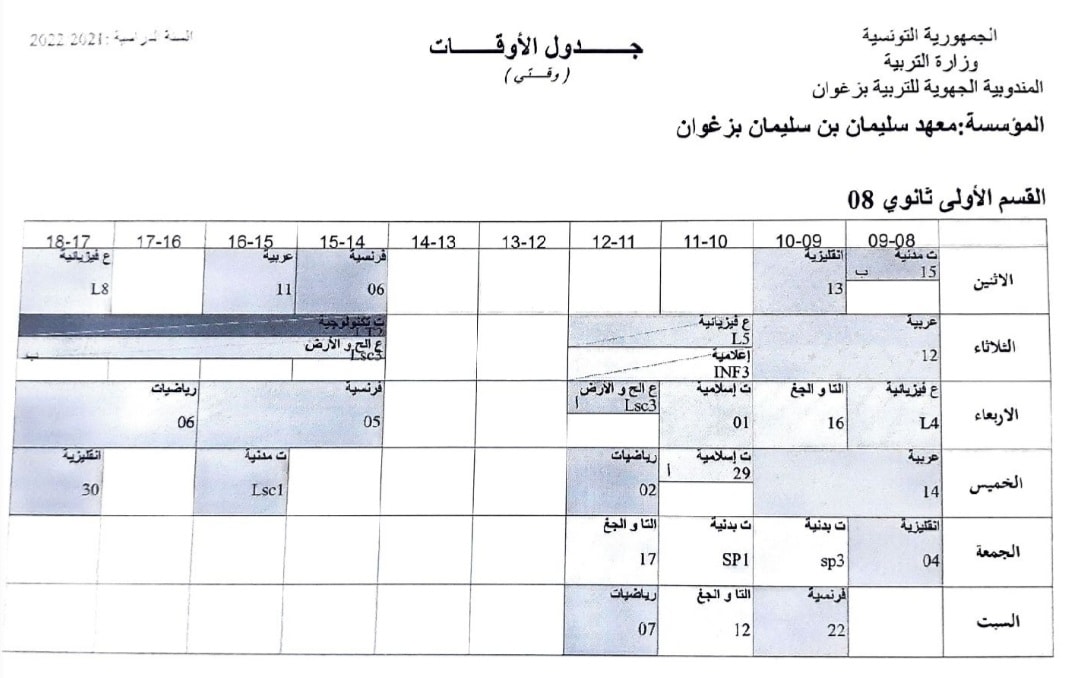 الجمهورية التونسية
وزارة التربية
المندوبية الجهوية للتربية بزغوان
المؤسسة:معهد سليمان بن سليمان بزغوان
جـــــدول الأوقــــات
(وقـتـي)
السنة الدراسية :2021 2022
القسم الأولى ثانوي 08
09-08 10-09 11-10 12-11 13-12 14-13 15-14 16-15 17-16 18-17
الاثنين
ت مدنية انقليزية فرنسية عربية ع فيزيائية
15 ب 13 06 11 L8
الثلاثاء
عربية ع فيزيائية ت تكنولوجية
12 L5
إعلامية ع الح و الأرض
INF3 Lsc3 ب
الاربعاء
ع فيزيائية التا و الجغ ت إسلامية ع الح و الأرض فرنسية رياضيات
L4 16 01 Lsc3 أ 05 06
الخميس
عربية ت إسلامية رياضيات ت مدنية انقليزية
14 29 أ 02 Lsc1 30
الجمعة
انقليزية ت بدنية ت بدنية التا و الجغ
04 sp3 SP1 17
السبت
فرنسية التا و الجغ رياضيات
22 12 07